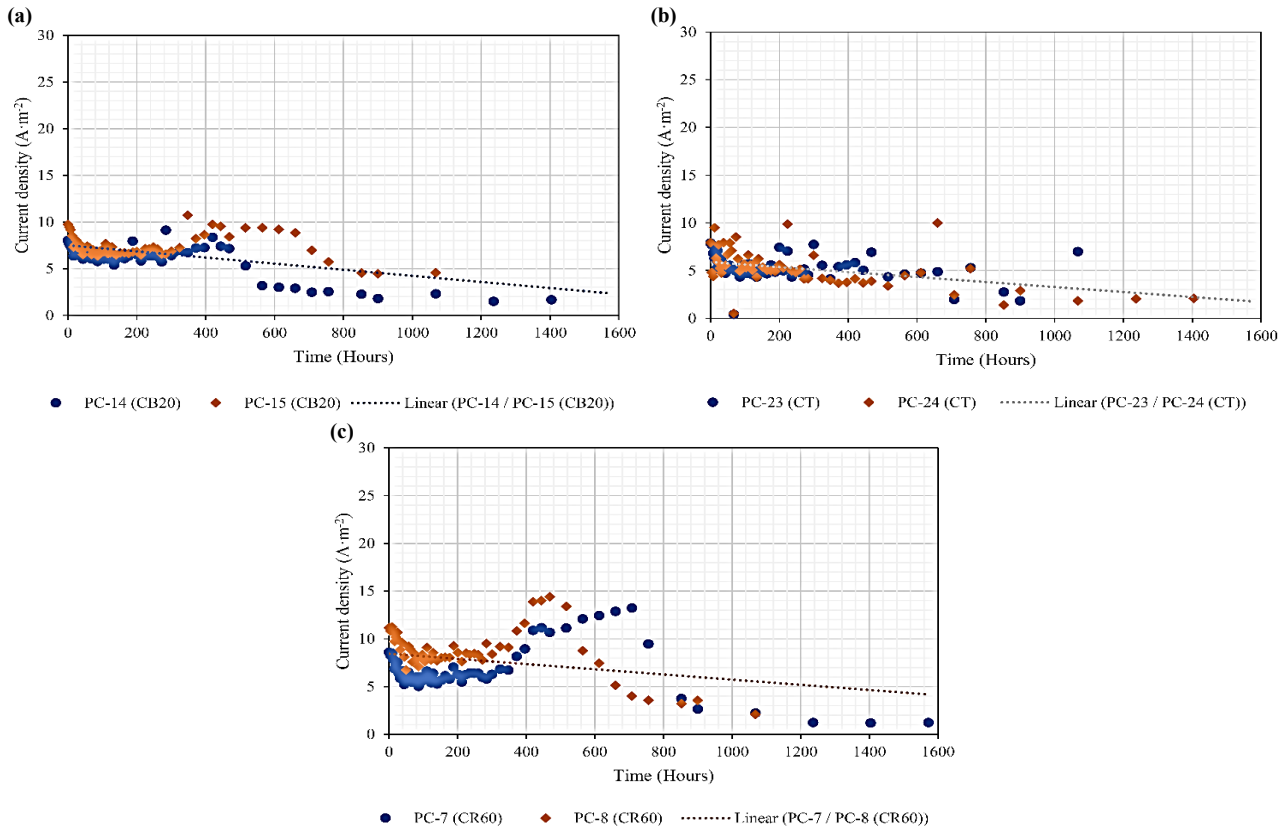 (a)
30
25
20
15
10
5
0
Current density (A·m⁻²)
0 200 400 600 800 1000 1200 1400 1600
Time (Hours)
PC-14 (CB20) PC-15 (CB20) Linear (PC-14 / PC-15 (CB20))
(b)
30
25
20
15
10
5
0
Current density (A·m⁻²)
0 200 400 600 800 1000 1200 1400 1600
Time (Hours)
PC-23 (CT) PC-24 (CT) Linear (PC-23 / PC-24 (CT))
(c)
30
25
20
15
10
5
0
Current density (A·m⁻²)
0 200 400 600 800 1000 1200 1400 1600
Time (Hours)
PC-7 (CR60) PC-8 (CR60) Linear (PC-7 / PC-8 (CR60))